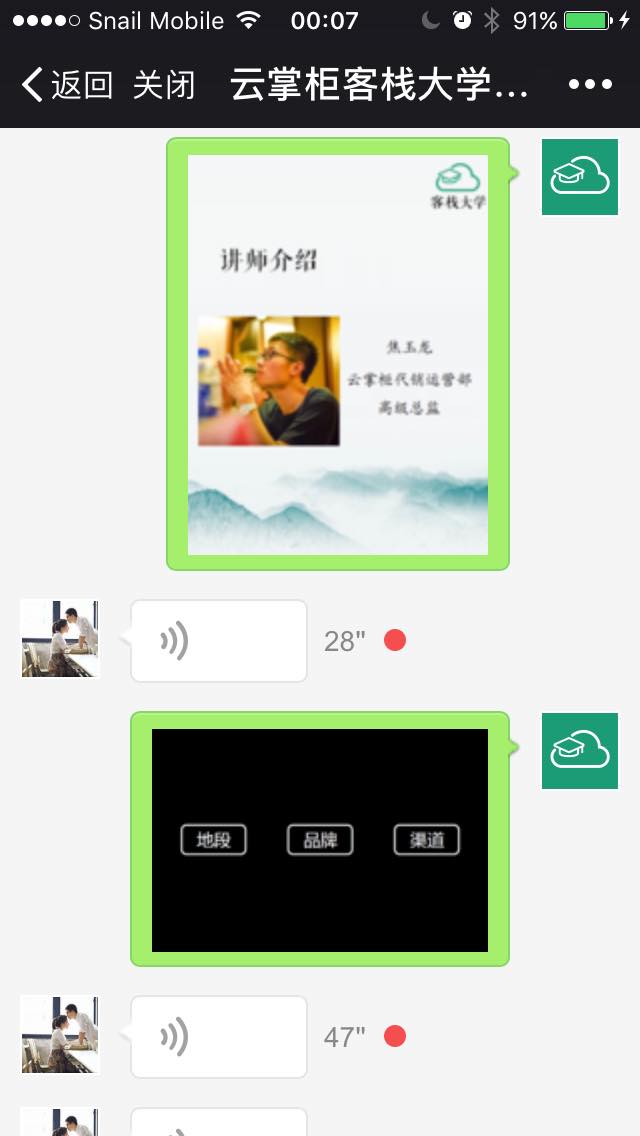 Snail Mobile 00:07 91%
返回 关闭 云掌柜客栈大学...
客栈大学
讲师介绍
焦玉龙
云掌柜代销运营部
高级总监
28"
地段 品牌 渠道
47"